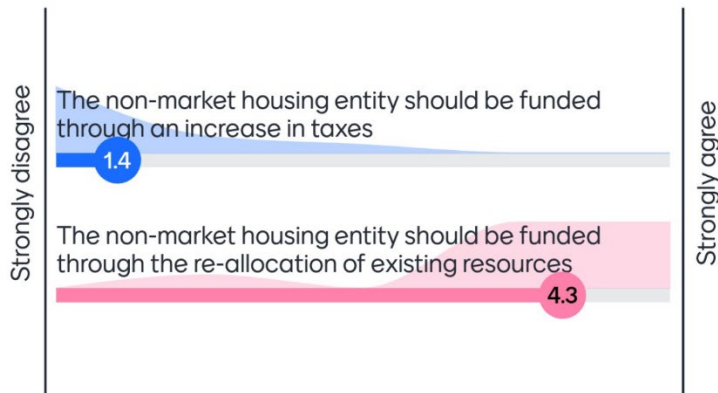 Strongly disagree
The non-market housing entity should be funded
through an increase in taxes
1.4
The non-market housing entity should be funded
through the re-allocation of existing resources
4.3
Strongly agree